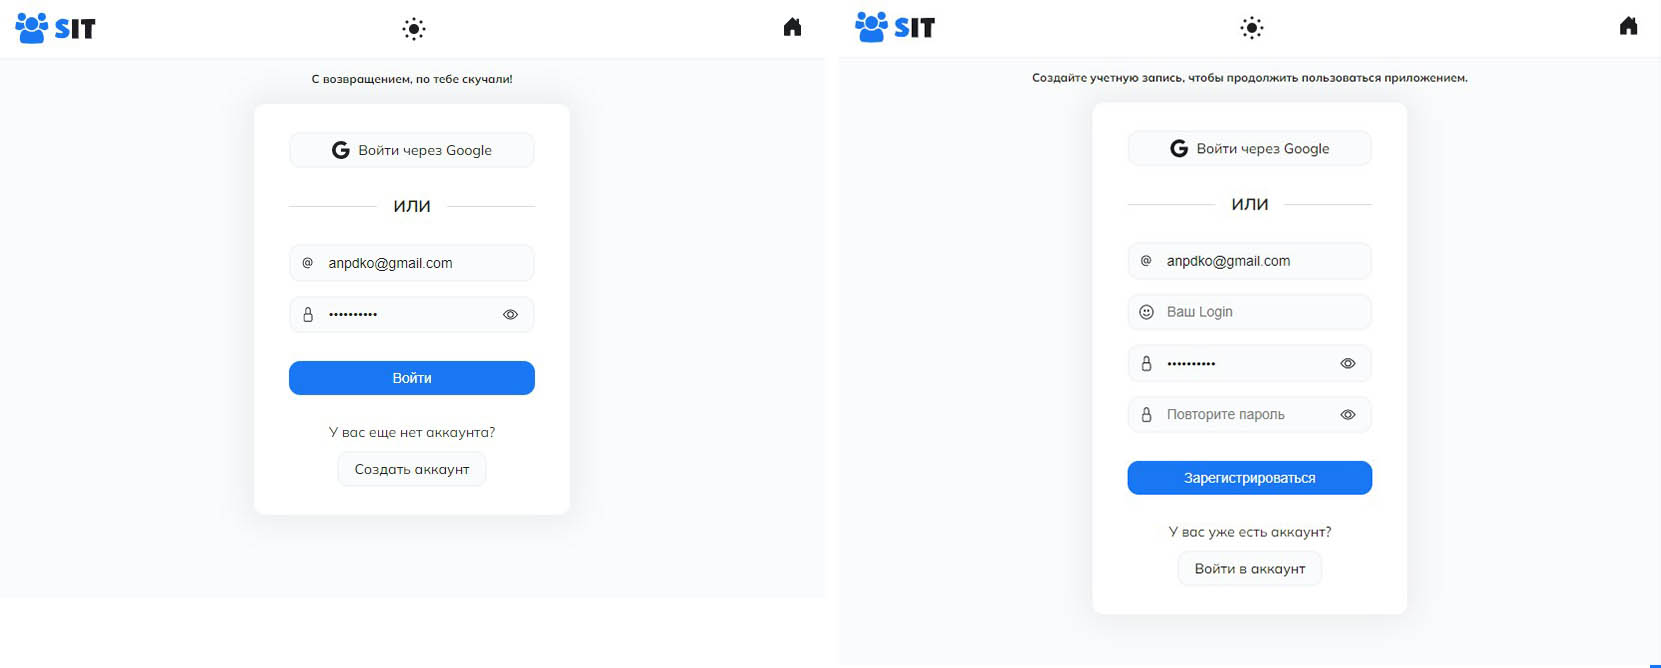 SIT
С возвращением, по тебе скучали!
Войти через Google
ИЛИ
@ anpdko@gmail.com
••••••••••
Войти
У вас еще нет аккаунта?
Создать аккаунт
SIT
Создайте учетную запись, чтобы продолжить пользоваться приложением.
Войти через Google
ИЛИ
@ anpdko@gmail.com
Ваш Login
••••••••••
Повторите пароль
Зарегистрироваться
У вас уже есть аккаунт?
Войти в аккаунт